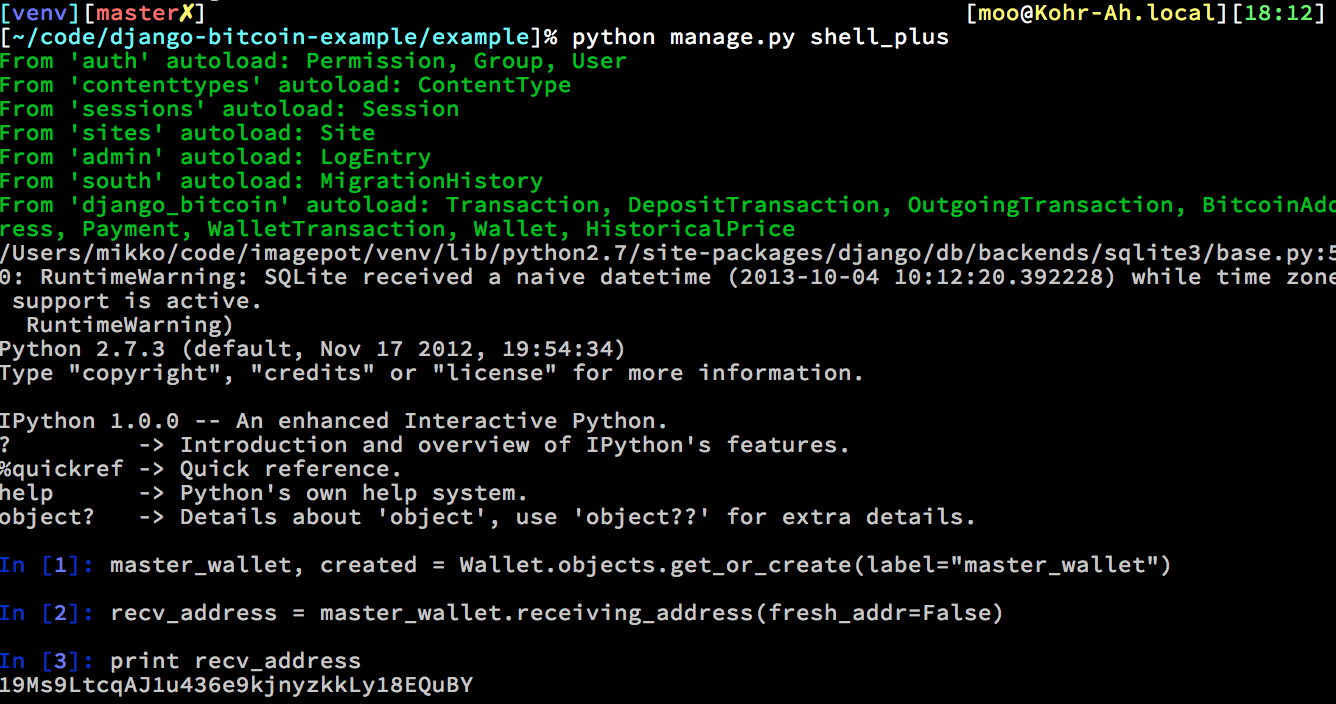 [venv][master✗] [moo@Kohr-Ah.local][18:12]
[~/code/django-bitcoin-example/example]% python manage.py shell_plus
From 'auth' autoload: Permission, Group, User
From 'contenttypes' autoload: ContentType
From 'sessions' autoload: Session
From 'sites' autoload: Site
From 'admin' autoload: LogEntry
From 'south' autoload: MigrationHistory
From 'django_bitcoin' autoload: Transaction, DepositTransaction, OutgoingTransaction, BitcoinAdd
ress, Payment, WalletTransaction, Wallet, HistoricalPrice
/Users/mikko/code/imagepot/venv/lib/python2.7/site-packages/django/db/backends/sqlite3/base.py:5
0: RuntimeWarning: SQLite received a naive datetime (2013-10-04 10:12:20.392228) while time zone
 support is active.
  RuntimeWarning)
Python 2.7.3 (default, Nov 17 2012, 19:54:34)
Type "copyright", "credits" or "license" for more information.

IPython 1.0.0 -- An enhanced Interactive Python.
?         -> Introduction and overview of IPython's features.
%quickref -> Quick reference.
help      -> Python's own help system.
object?   -> Details about 'object', use 'object??' for extra details.

In [1]: master_wallet, created = Wallet.objects.get_or_create(label="master_wallet")

In [2]: recv_address = master_wallet.receiving_address(fresh_addr=False)

In [3]: print recv_address
19Ms9LtcqAJ1u436e9kjnyzkkLy18EQuBY